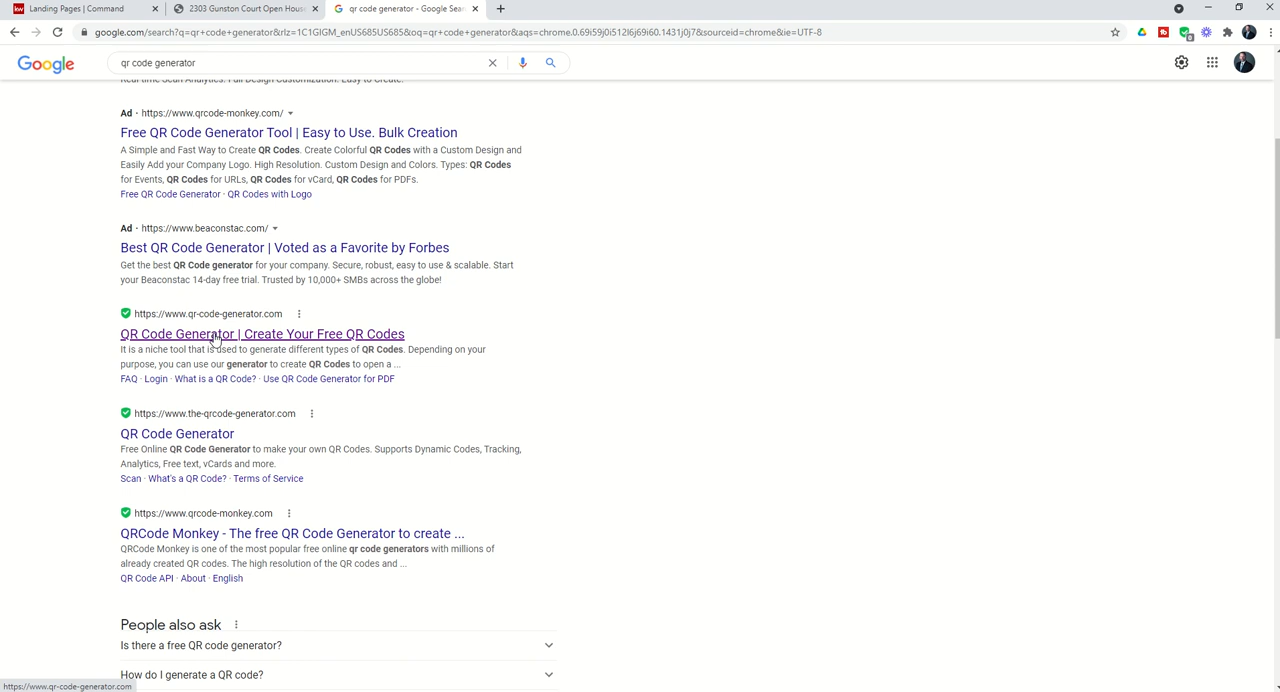 Landing Pages | Command
2303 Gunston Court Open Hous
qr code generator - Google Sea
google.com/search?q=qr+code+generator&rlz=1C1GIGM_enUS685US685&oq=qr+code+generator&aqs=chrome.0.69i59j0i512l6j69i60.1431j0j7&sourceid=chrome&ie=UTF-8
Google
qr code generator
Real time Scan Analytics. Full Design Customization. Easy to Create.
Ad · https://www.qrcode-monkey.com/
Free QR Code Generator Tool | Easy to Use. Bulk Creation
A Simple and Fast Way to Create QR Codes. Create Colorful QR Codes with a Custom Design and
Easily Add your Company Logo. High Resolution. Custom Design and Colors. Types: QR Codes
for Events, QR Codes for URLs, QR Codes for vCard, QR Codes for PDFs.
Free QR Code Generator · QR Codes with Logo
Ad · https://www.beaconstac.com/
Best QR Code Generator | Voted as a Favorite by Forbes
Get the best QR Code generator for your company. Secure, robust, easy to use & scalable. Start
your Beaconstac 14-day free trial. Trusted by 10,000+ SMBs across the globe!
https://www.qr-code-generator.com
QR Code Generator | Create Your Free QR Codes
It is a niche tool that is used to generate different types of QR Codes. Depending on your
purpose, you can use our generator to create QR Codes to open a ...
FAQ · Login · What is a QR Code? · Use QR Code Generator for PDF
https://www.the-qrcode-generator.com
QR Code Generator
Free Online QR Code Generator to make your own QR Codes. Supports Dynamic Codes, Tracking,
Analytics, Free text, vCards and more.
Scan · What's a QR Code? · Terms of Service
https://www.qrcode-monkey.com
QRCode Monkey - The free QR Code Generator to create ...
QRCode Monkey is one of the most popular free online qr code generators with millions of
already created QR codes. The high resolution of the QR codes and ...
QR Code API · About · English
People also ask
Is there a free QR code generator?
How do I generate a QR code?
https://www.qr-code-generator.com